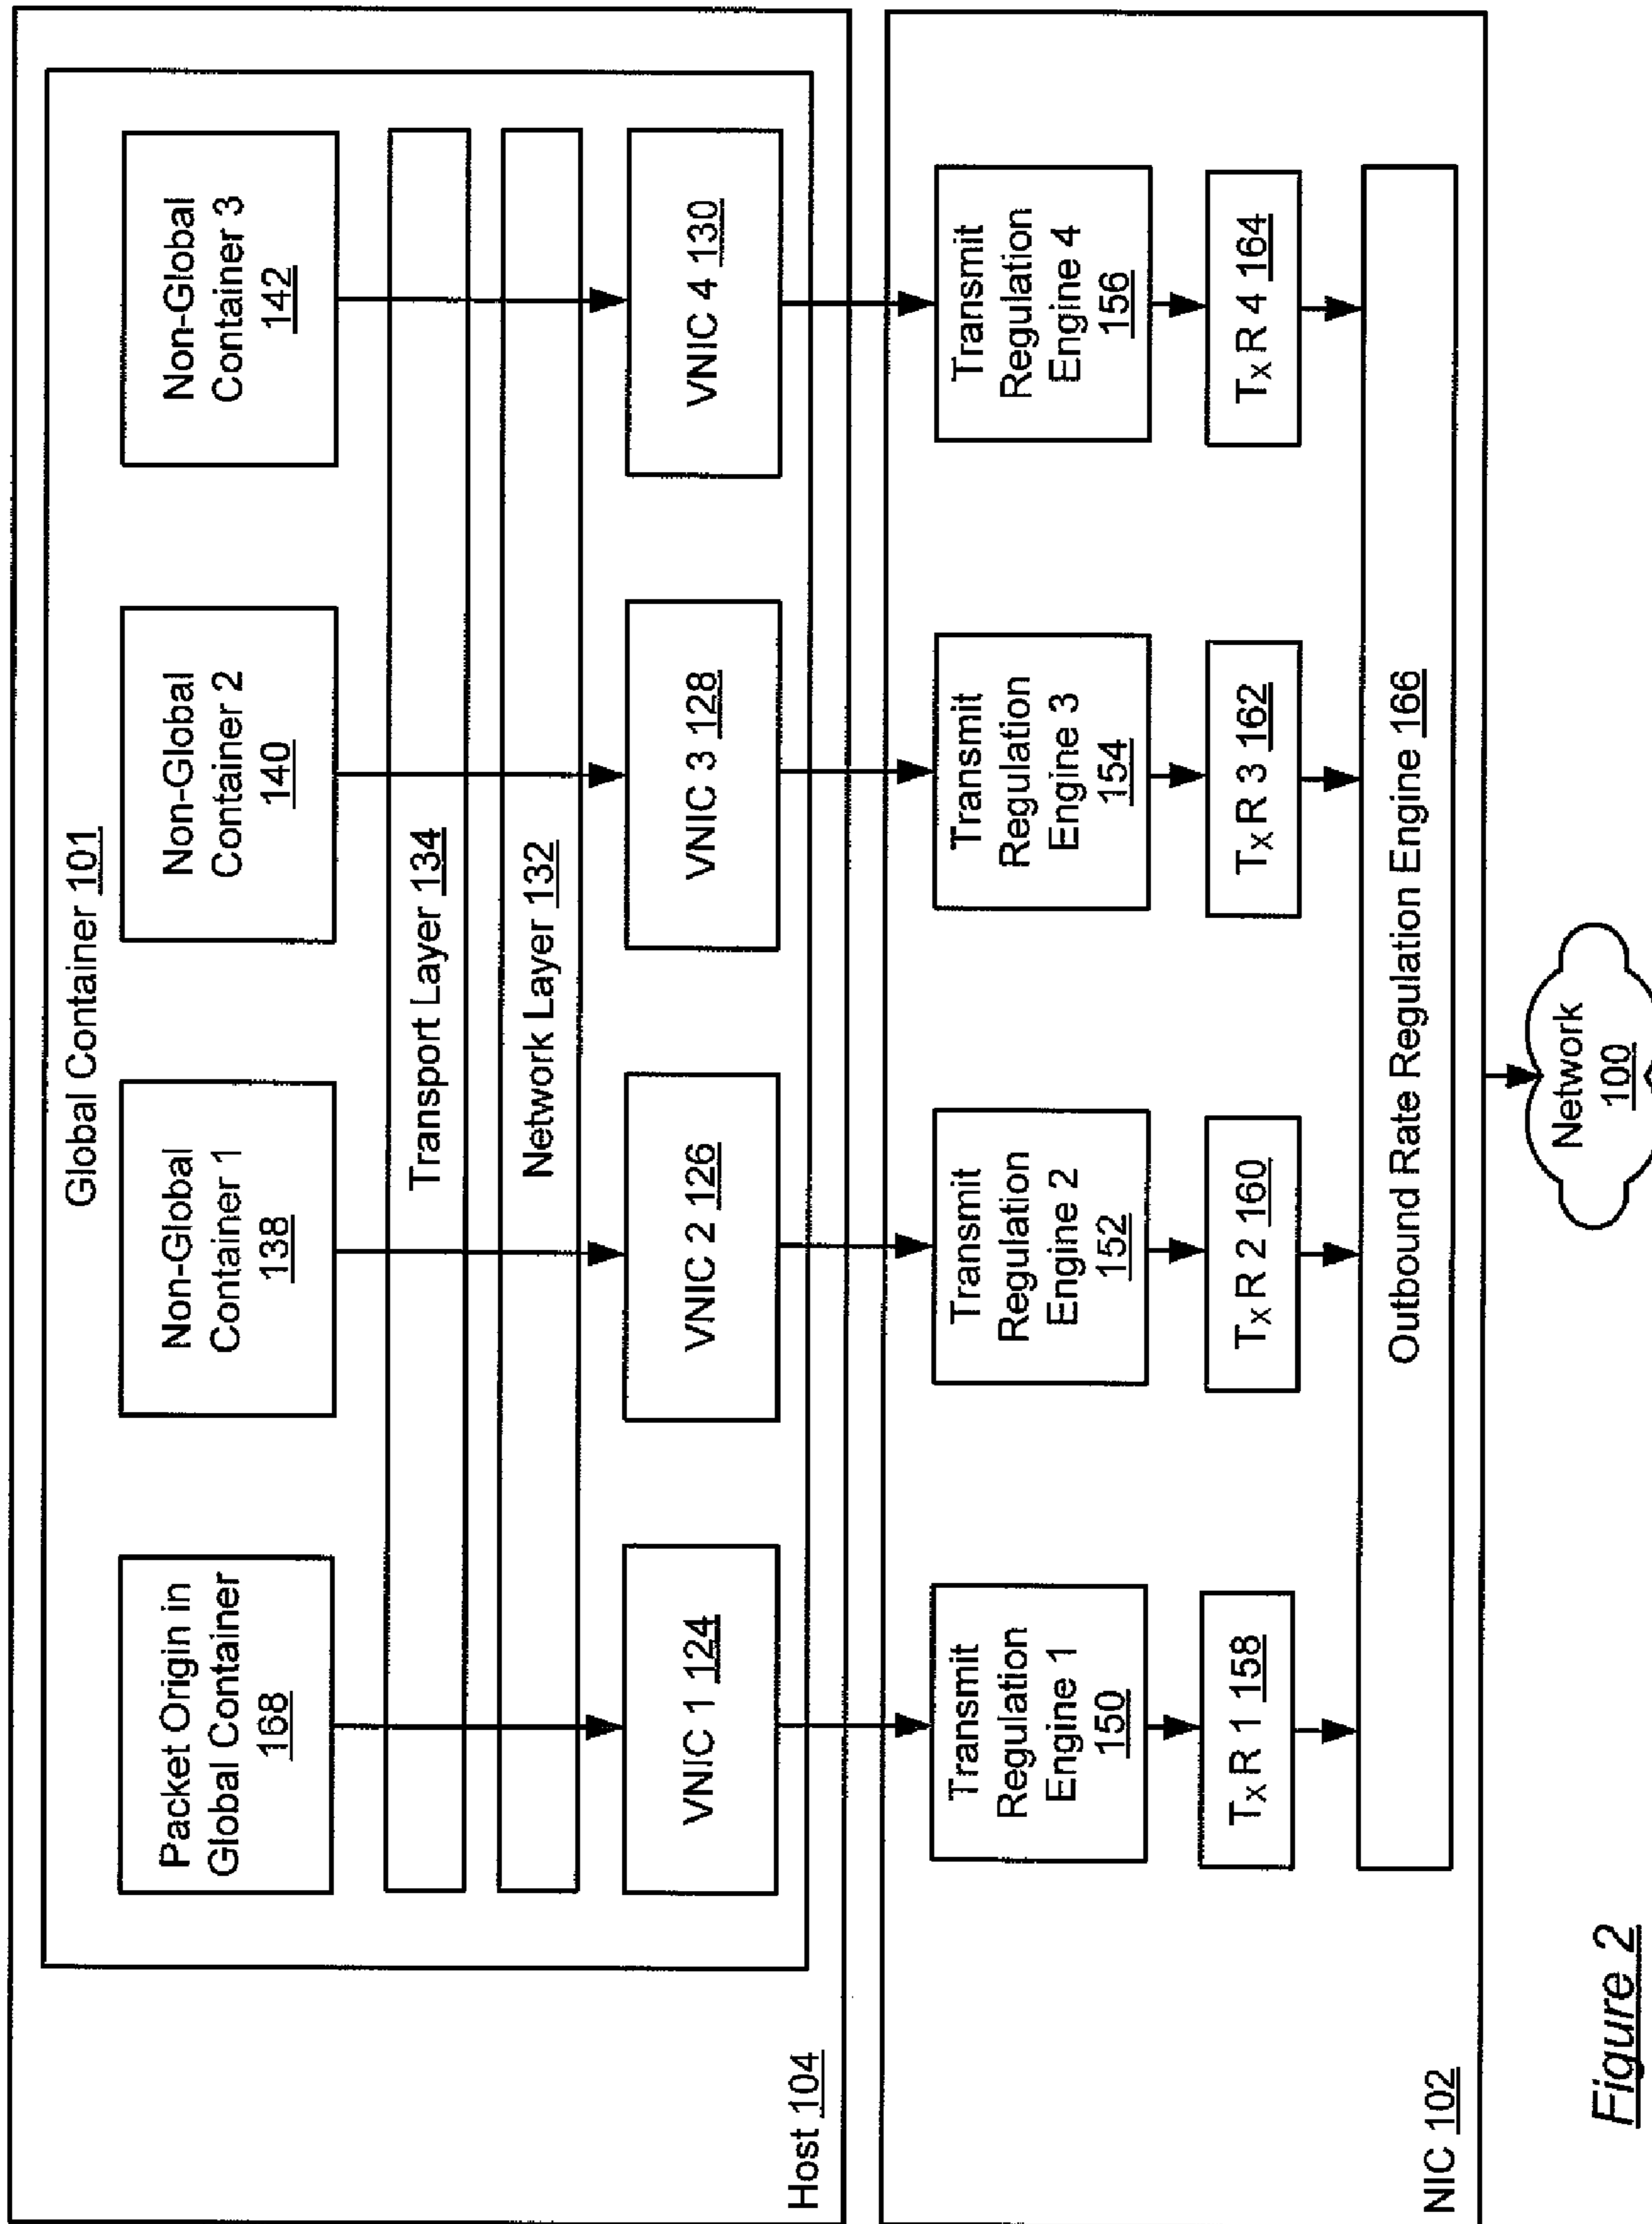 Global Container 101
Packet Origin in
Global Container
168
Non-Global
Container 1
138
Non-Global
Container 2
140
Non-Global
Container 3
142
Transport Layer 134
Network Layer 132
VNIC 1 124
VNIC 2 126
VNIC 3 128
VNIC 4 130
Host 104
Transmit
Regulation
Engine 1
150
Transmit
Regulation
Engine 2
152
Transmit
Regulation
Engine 3
154
Transmit
Regulation
Engine 4
156
TxR 1 158
TxR 2 160
TxR 3 162
TxR 4 164
Outbound Rate Regulation Engine 166
NIC 102
Network
100
Figure 2